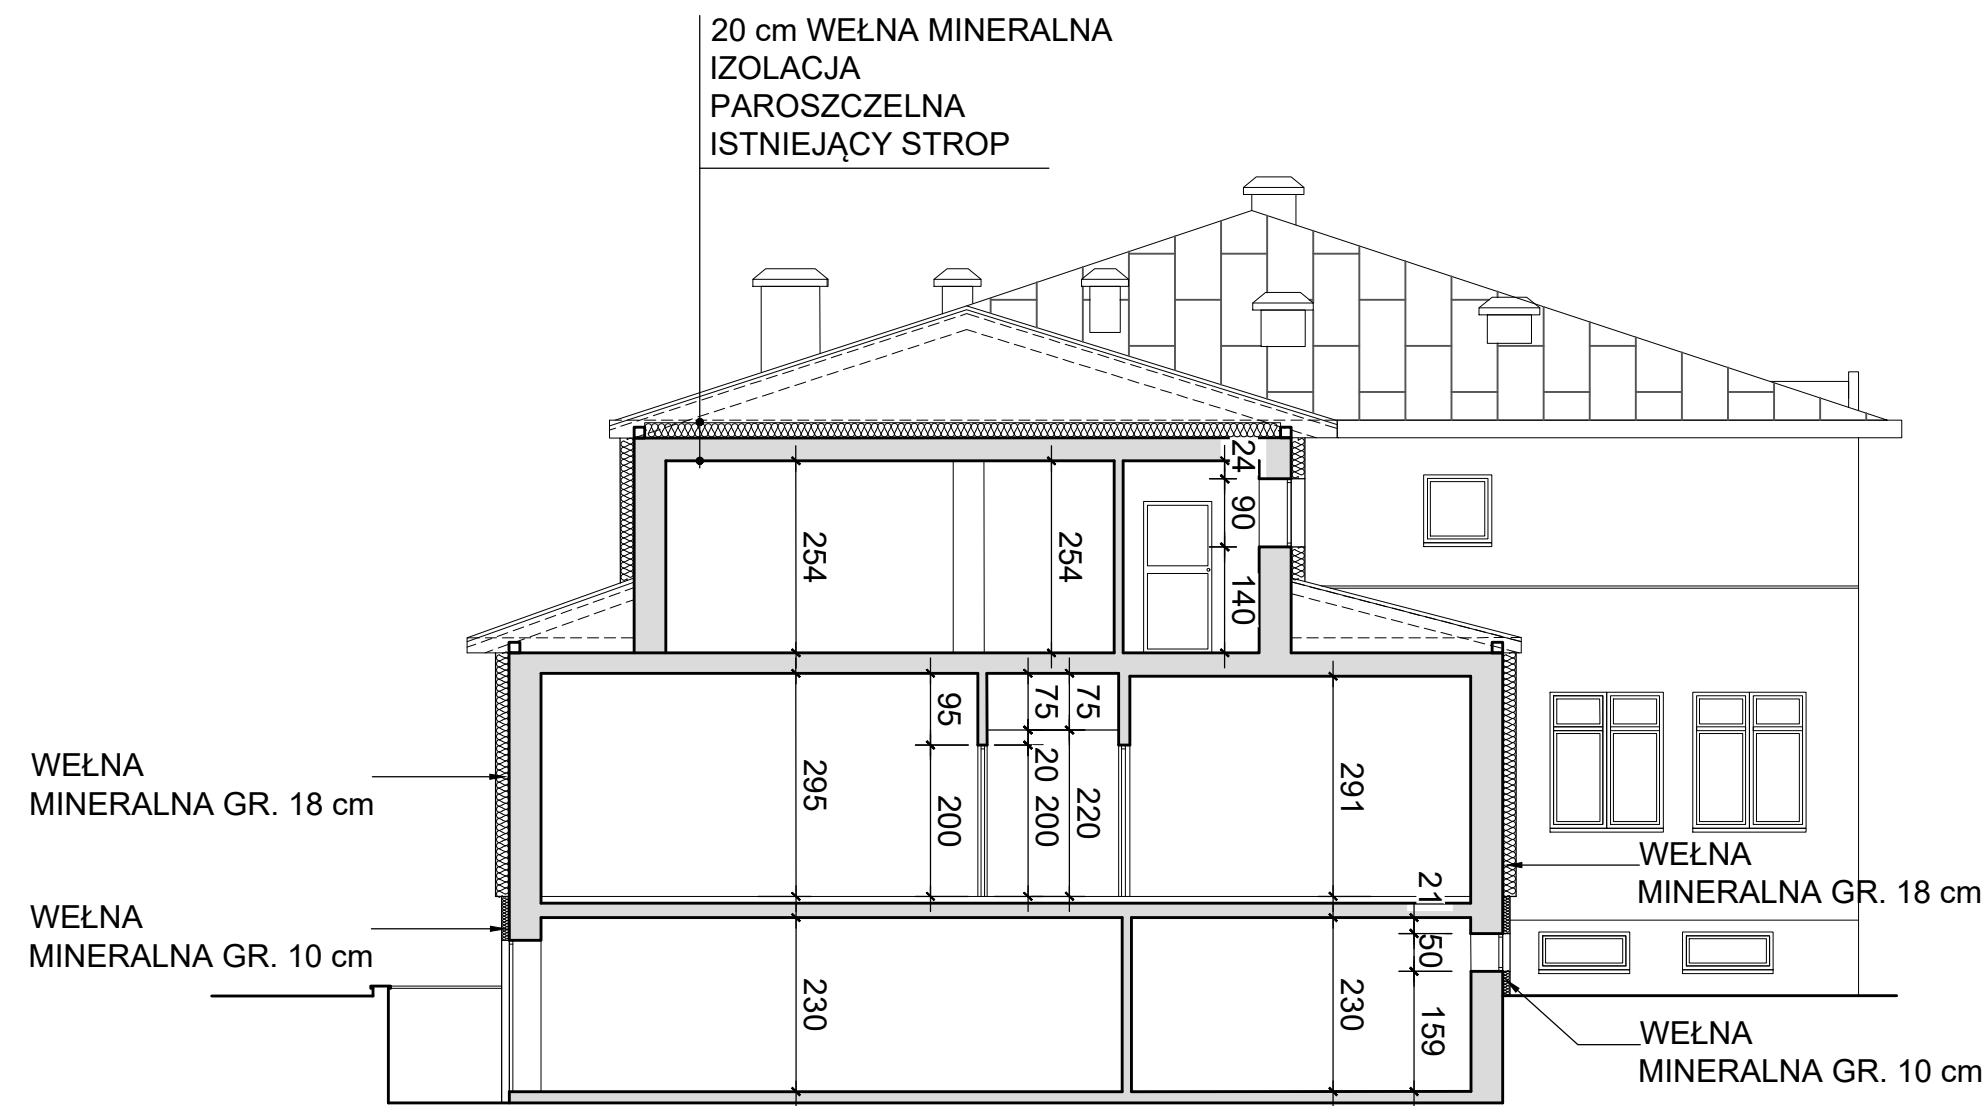 20 cm WEŁNA MINERALNA
IZOLACJA
PAROSZCZELNA
ISTNIEJĄCY STROP
24
90
140
254
254
95
75
75
20
200
200
220
295
291
WEŁNA
MINERALNA GR. 18 cm
WEŁNA
MINERALNA GR. 18 cm
21
WEŁNA
MINERALNA GR. 10 cm
50
159
230
230
WEŁNA
MINERALNA GR. 10 cm